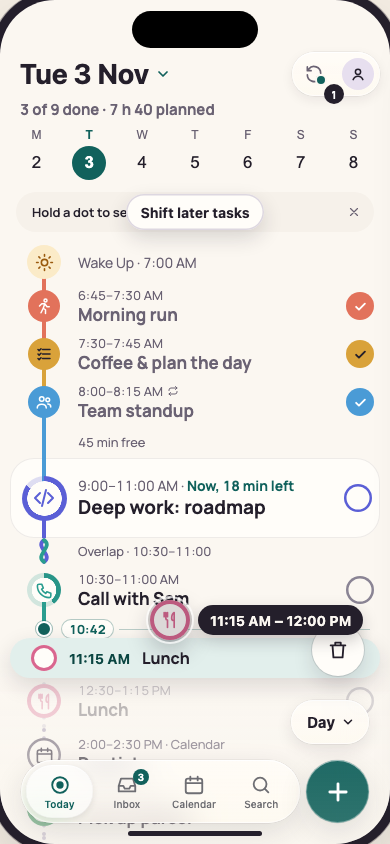 Tue 3 Nov
1
3 of 9 done · 7 h 40 planned
M T W T F S S
2 3 4 5 6 7 8
Hold a dot to se
Shift later tasks
Wake Up · 7:00 AM
6:45–7:30 AM
Morning run
7:30–7:45 AM
Coffee & plan the day
8:00–8:15 AM
Team standup
45 min free
9:00–11:00 AM · Now, 18 min left
Deep work: roadmap
Overlap · 10:30–11:00
10:30–11:00 AM
Call with Sam
11:15 AM – 12:00 PM
10:42
11:15 AM Lunch
12:30–1:15 PM
Lunch
Day
2:00–2:30 PM · Calendar
3
Today Inbox Calendar Search